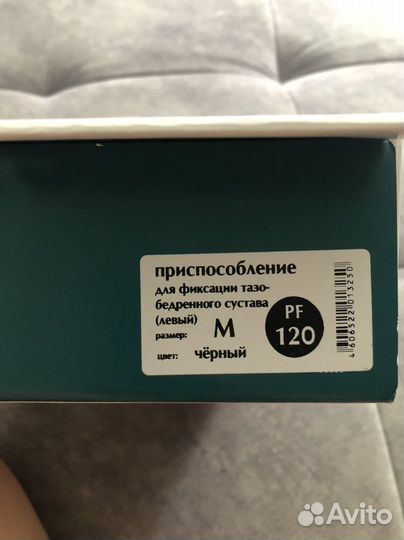 приспособление
для фиксации тазо-
бедренного сустава
(левый)
размер: M
цвет: чёрный
PF
120
4606522013250
Avito